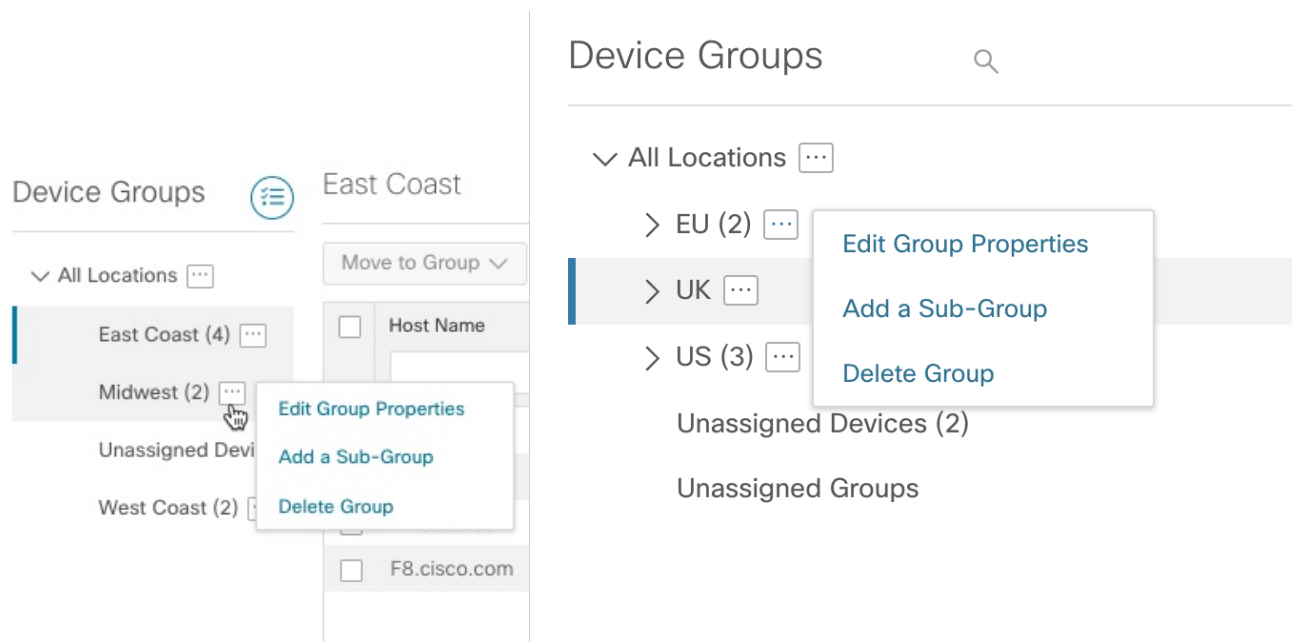 Device Groups
East Coast
All Locations
Move to Group
East Coast (4)
Host Name
Midwest (2)
Edit Group Properties
Unassigned Devi
Add a Sub-Group
West Coast (2)
Delete Group
F8.cisco.com
Device Groups
All Locations
EU (2)
Edit Group Properties
UK
Add a Sub-Group
US (3)
Delete Group
Unassigned Devices (2)
Unassigned Groups